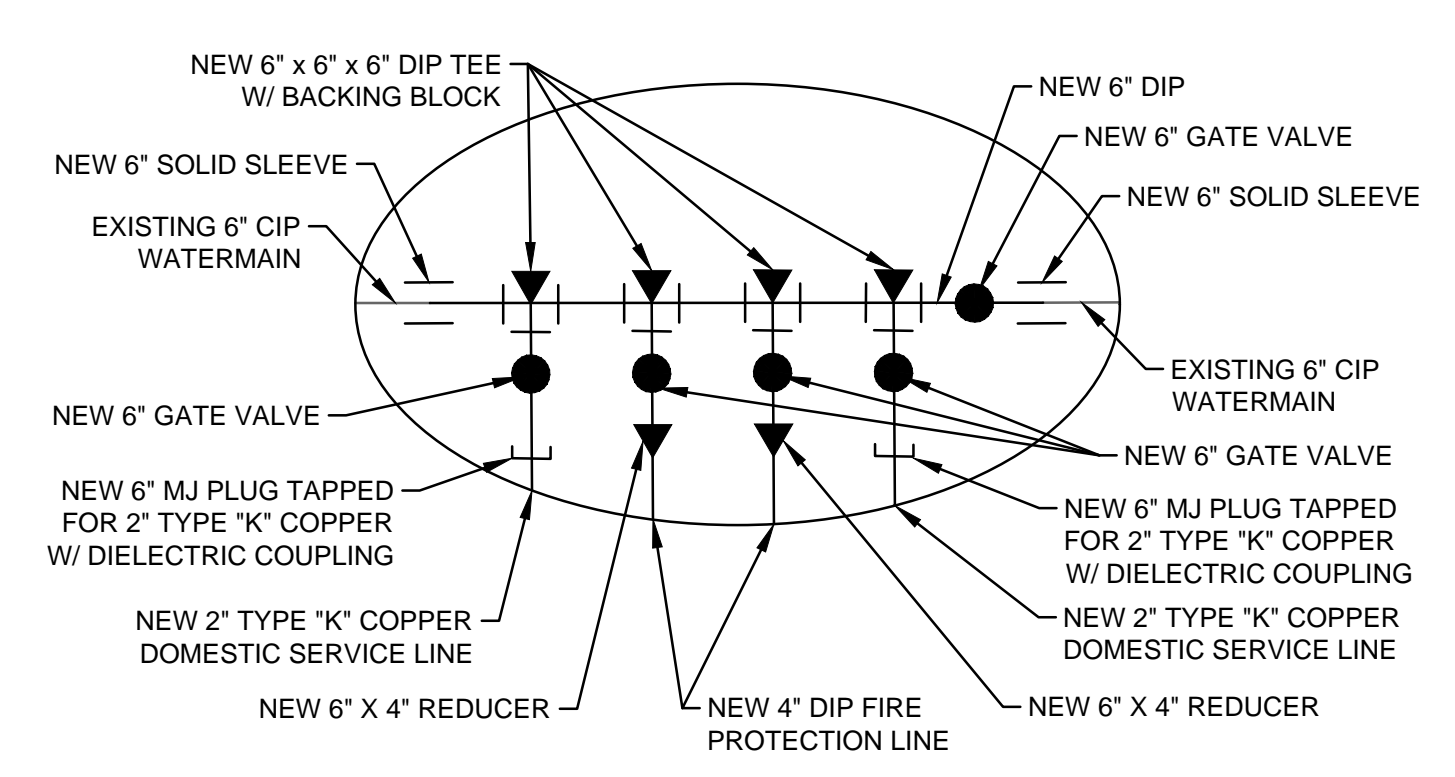 NEW 6" x 6" x 6" DIP TEE
W/ BACKING BLOCK
NEW 6" SOLID SLEEVE
EXISTING 6" CIP
WATERMAIN
NEW 6" GATE VALVE
NEW 6" MJ PLUG TAPPED
FOR 2" TYPE "K" COPPER
W/ DIELECTRIC COUPLING
NEW 2" TYPE "K" COPPER
DOMESTIC SERVICE LINE
NEW 6" X 4" REDUCER
NEW 4" DIP FIRE
PROTECTION LINE
NEW 6" DIP
NEW 6" GATE VALVE
NEW 6" SOLID SLEEVE
EXISTING 6" CIP
WATERMAIN
NEW 6" GATE VALVE
NEW 6" MJ PLUG TAPPED
FOR 2" TYPE "K" COPPER
W/ DIELECTRIC COUPLING
NEW 2" TYPE "K" COPPER
DOMESTIC SERVICE LINE
NEW 6" X 4" REDUCER